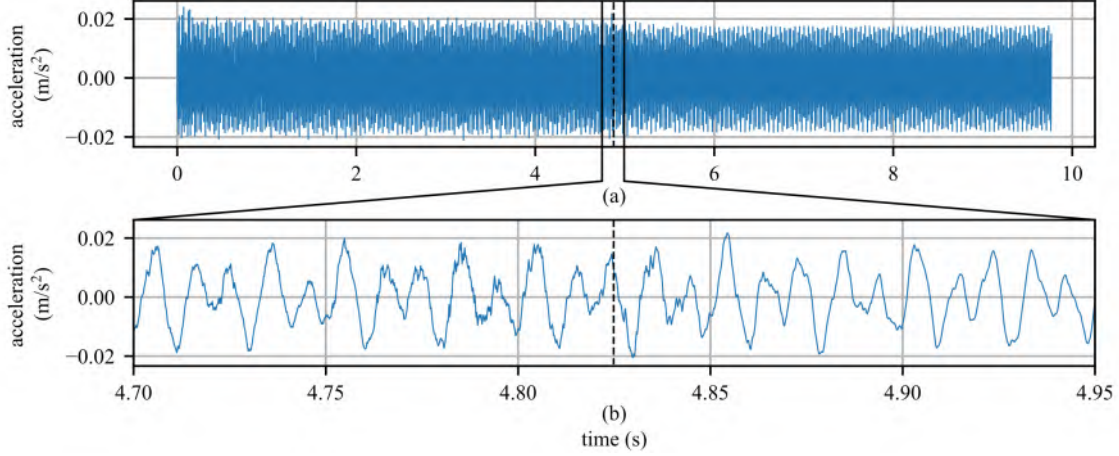 acceleration
(m/s²)
0.02
0.00
−0.02
0 2 4 6 8 10
(a)
acceleration
(m/s²)
0.02
0.00
−0.02
4.70 4.75 4.80 4.85 4.90 4.95
(b)
time (s)